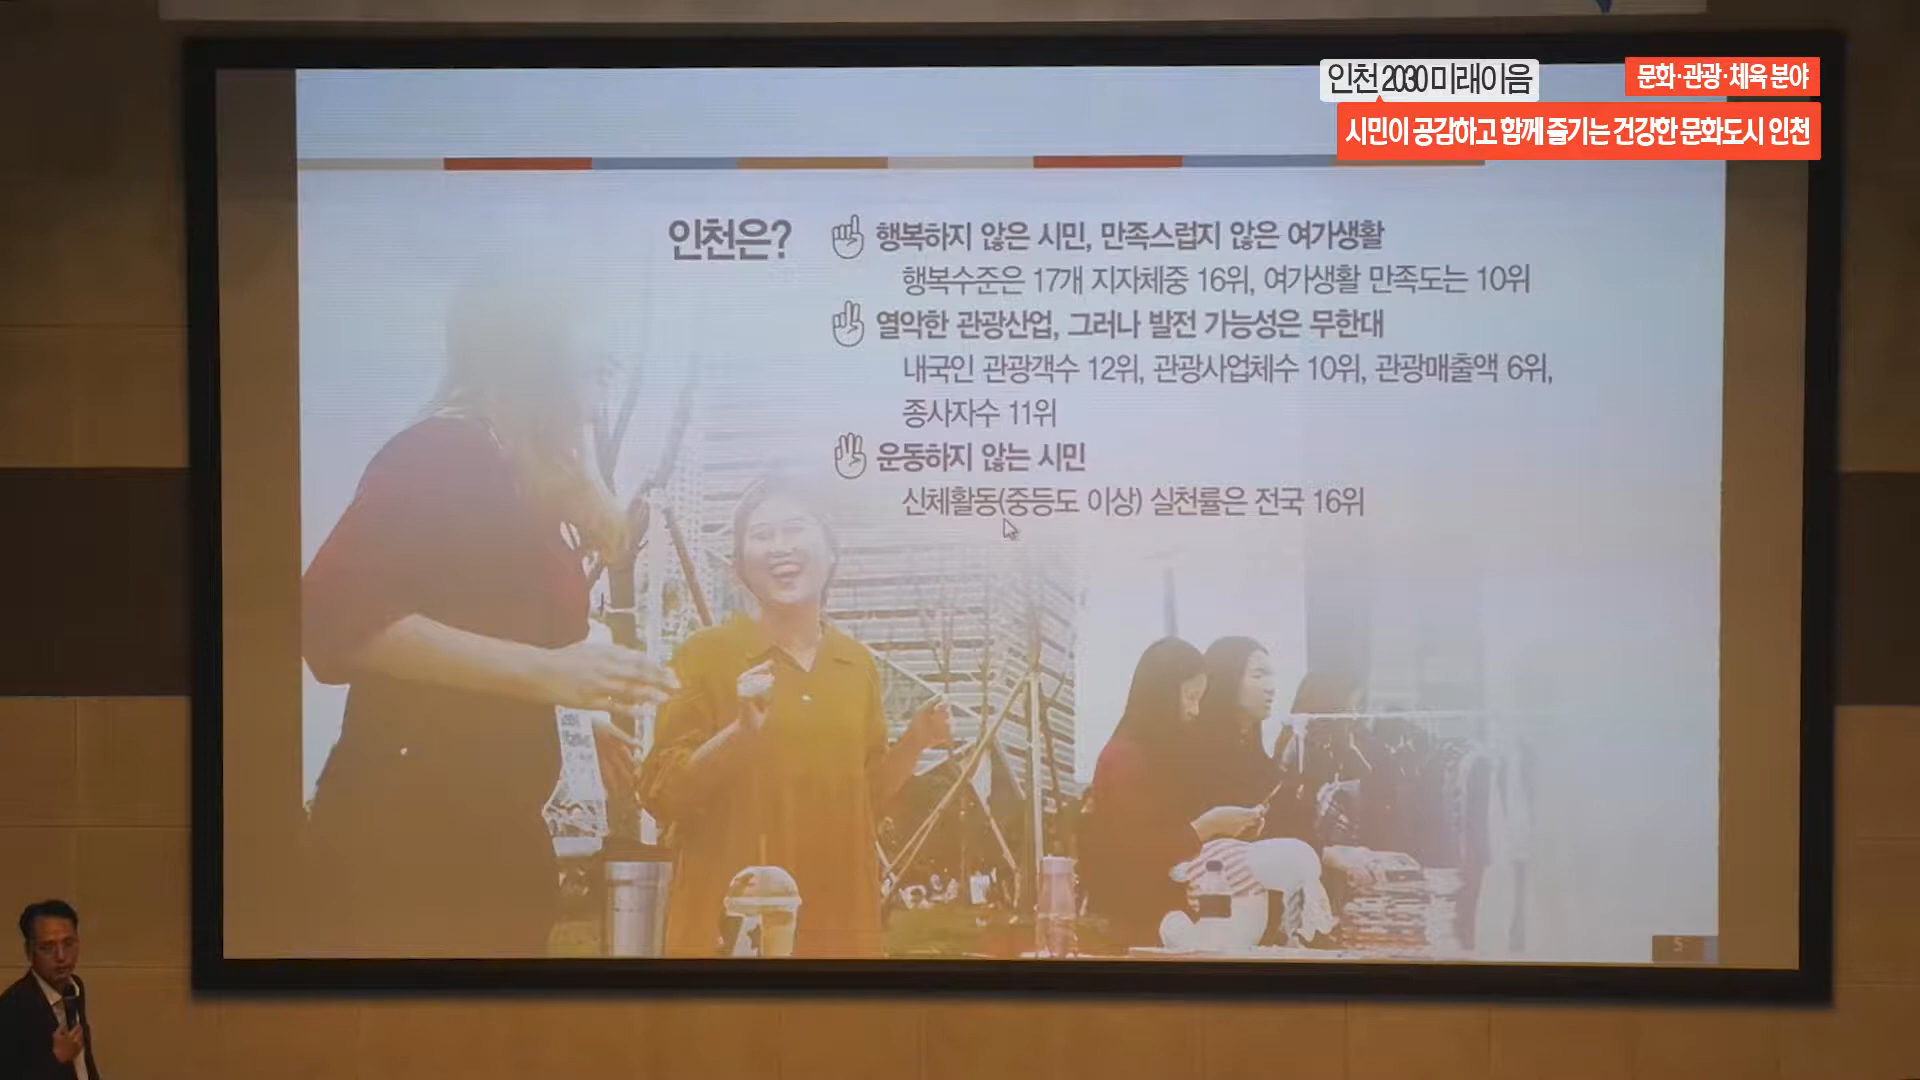 인천 2030 미래이음
문화·관광·체육 분야
시민이 공감하고 함께 즐기는 건강한 문화도시 인천
인천은?
행복하지 않은 시민, 만족스럽지 않은 여가생활
행복수준은 17개 지자체중 16위, 여가생활 만족도는 10위
열악한 관광산업, 그러나 발전 가능성은 무한대
내국인 관광객수 12위, 관광사업체수 10위, 관광매출액 6위,
종사자수 11위
운동하지 않는 시민
신체활동(중등도 이상) 실천률은 전국 16위
5